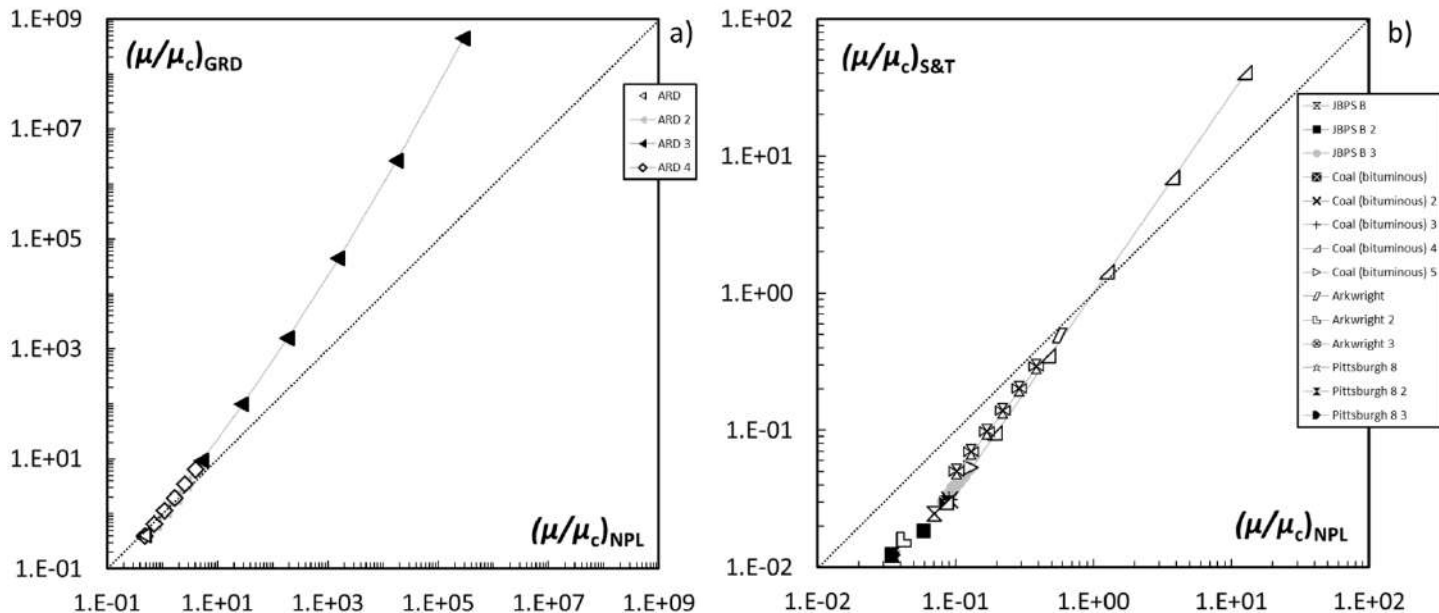 1.E+09
(μ/μc)GRD
a)
1.E+07
ARD
ARD 2
ARD 3
ARD 4
1.E+05
1.E+03
1.E+01
(μ/μc)NPL
1.E-01
1.E-01 1.E+01 1.E+03 1.E+05 1.E+07 1.E+09
1.E+02
(μ/μc)S&T
b)
1.E+01
1.E+00
1.E-01
1.E-02
JBPS B
JBPS B 2
JBPS B 3
Coal (bituminous)
Coal (bituminous) 2
Coal (bituminous) 3
Coal (bituminous) 4
Coal (bituminous) 5
Arkwright
Arkwright 2
Arkwright 3
Pittsburgh 8
Pittsburgh 8 2
Pittsburgh 8 3
(μ/μc)NPL
1.E-02 1.E-01 1.E+00 1.E+01 1.E+02